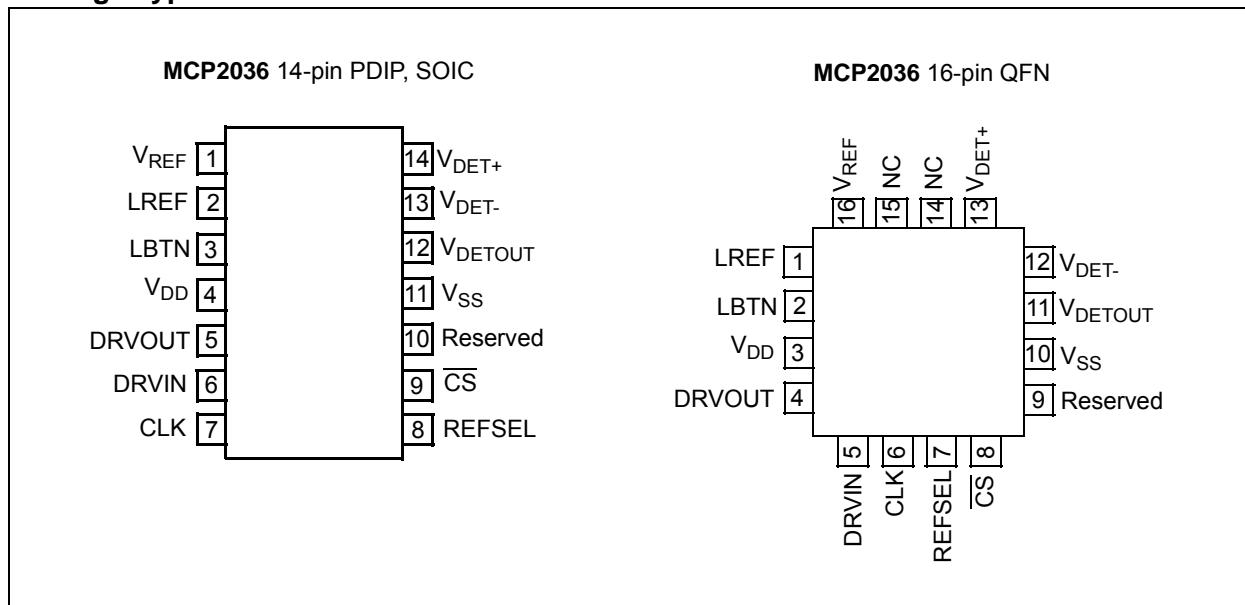 MCP2036 14-pin PDIP, SOIC
VREF 1
LREF 2
LBTN 3
VDD 4
DRVOUT 5
DRVIN 6
CLK 7
14 VDET+
13 VDET-
12 VDETOUT
11 VSS
10 Reserved
9 CS
8 REFSEL
MCP2036 16-pin QFN
16 VREF
15 NC
14 NC
13 VDET+
LREF 1
LBTN 2
VDD 3
DRVOUT 4
12 VDET-
11 VDETOUT
10 VSS
9 Reserved
DRVIN 5
CLK 6
REFSEL 7
CS 8